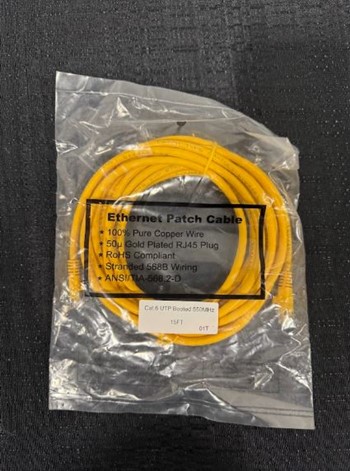 Ethernet Patch Cable
• 100% Pure Copper Wire
• 50µ Gold Plated RJ45 Plug
• RoHS Compliant
• Stranded 568B Wiring
• ANSI/TIA-568.2-D
Cat.6 UTP Booted 550MHz
15FT
01T